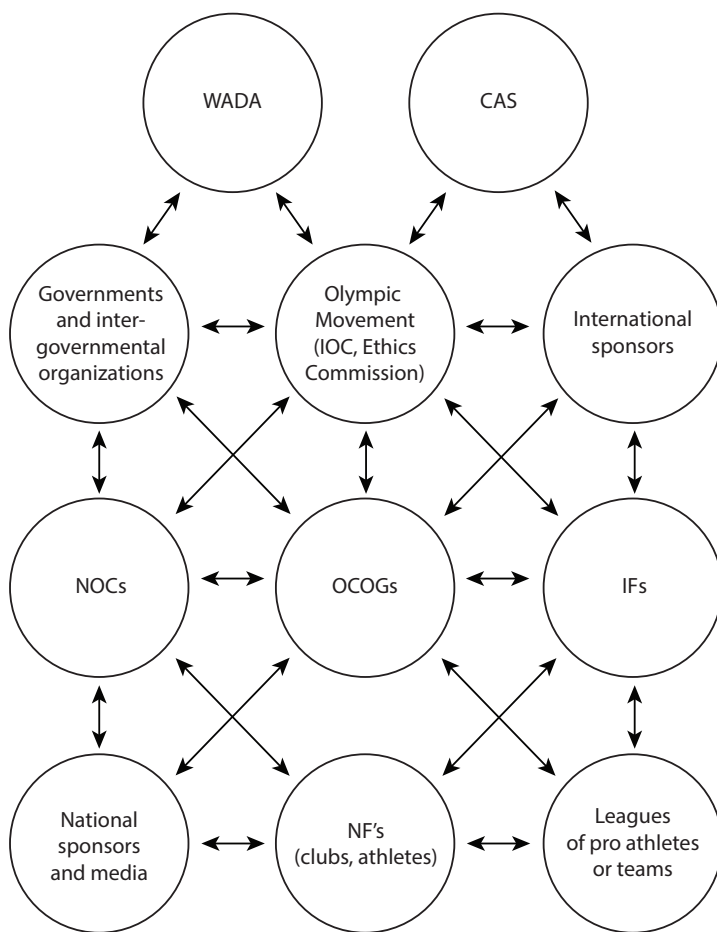 WADA
CAS
Governments
and inter-
governmental
organizations
Olympic
Movement
(IOC, Ethics
Commission)
International
sponsors
NOCs
OCOGs
IFs
National
sponsors
and media
NF's
(clubs, athletes)
Leagues
of pro athletes
or teams